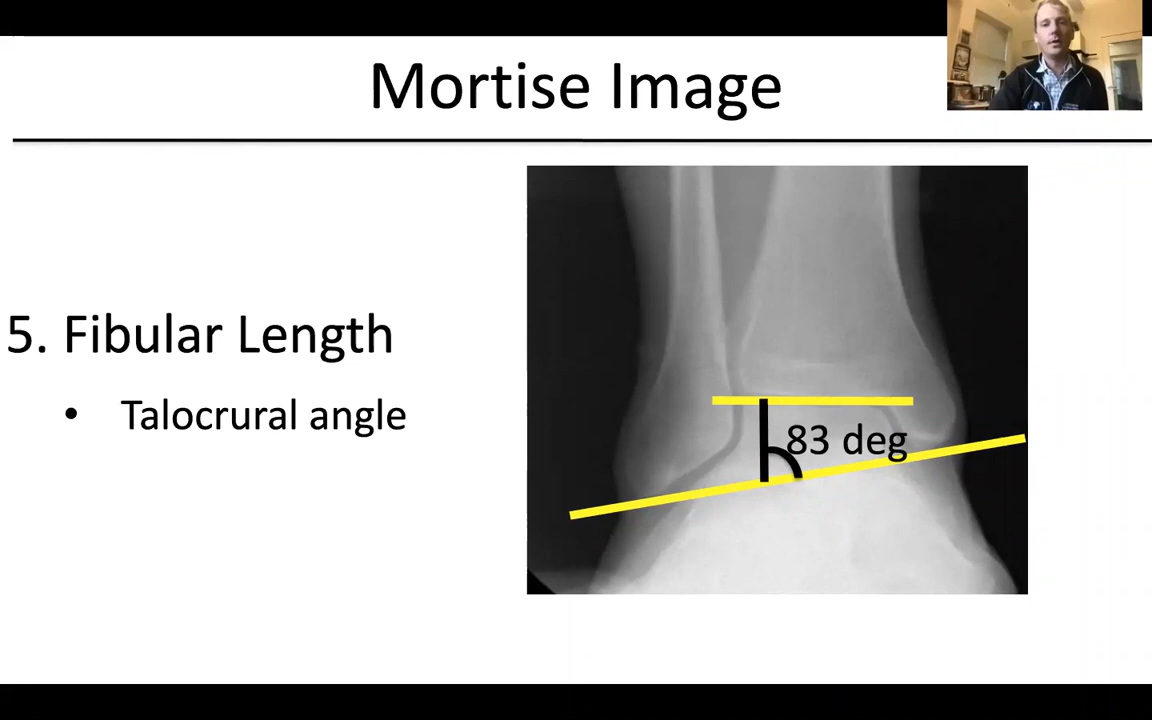 Mortise Image
5. Fibular Length
• Talocrural angle
83 deg